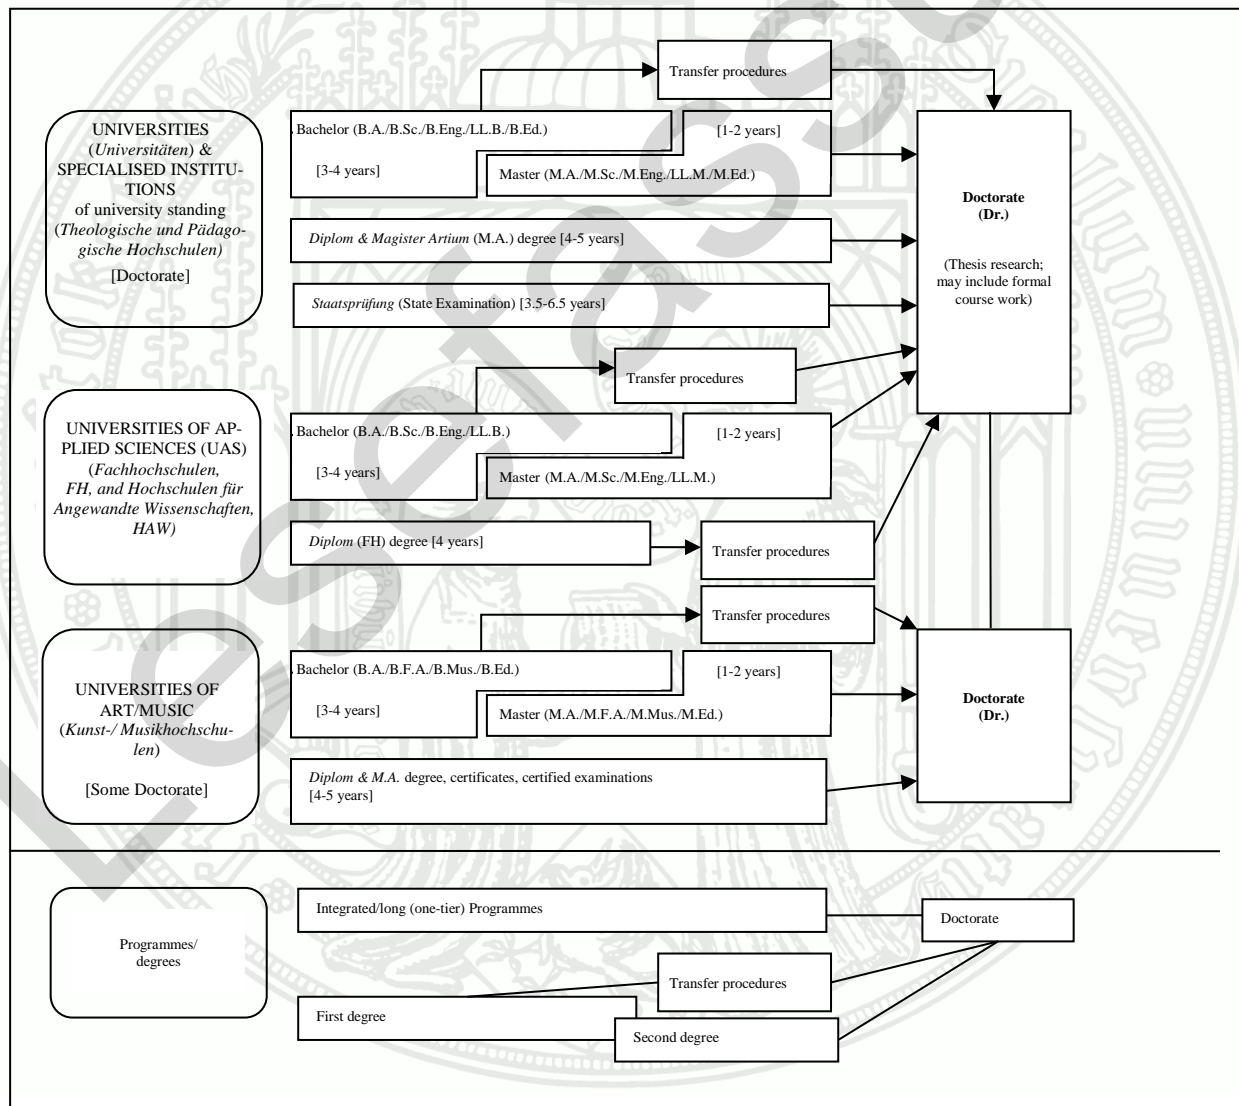 Transfer procedures
UNIVERSITIES
(Universitäten) &
SPECIALISED INSTITU-
TIONS
of university standing
(Theologische und Pädago-
gische Hochschulen)
[Doctorate]
Bachelor (B.A./B.Sc./B.Eng./LL.B./B.Ed.)
[3-4 years]
[1-2 years]
Master (M.A./M.Sc./M.Eng./LL.M./M.Ed.)
Diplom & Magister Artium (M.A.) degree [4-5 years]
Staatsprüfung (State Examination) [3.5-6.5 years]
Doctorate
(Dr.)
(Thesis research;
may include formal
course work)
Transfer procedures
UNIVERSITIES OF AP-
PLIED SCIENCES (UAS)
(Fachhochschulen,
FH, and Hochschulen für
Angewandte Wissenschaften,
HAW)
Bachelor (B.A./B.Sc./B.Eng./LL.B.)
[3-4 years]
[1-2 years]
Master (M.A./M.Sc./M.Eng./LL.M.)
Diplom (FH) degree [4 years]
Transfer procedures
Transfer procedures
UNIVERSITIES OF
ART/MUSIC
(Kunst-/ Musikhochschu-
len)
[Some Doctorate]
Bachelor (B.A./B.F.A./B.Mus./B.Ed.)
[3-4 years]
[1-2 years]
Master (M.A./M.F.A./M.Mus./M.Ed.)
Diplom & M.A. degree, certificates, certified examinations
[4-5 years]
Doctorate
(Dr.)
Programmes/
degrees
Integrated/long (one-tier) Programmes
Doctorate
Transfer procedures
First degree
Second degree
Lesefass